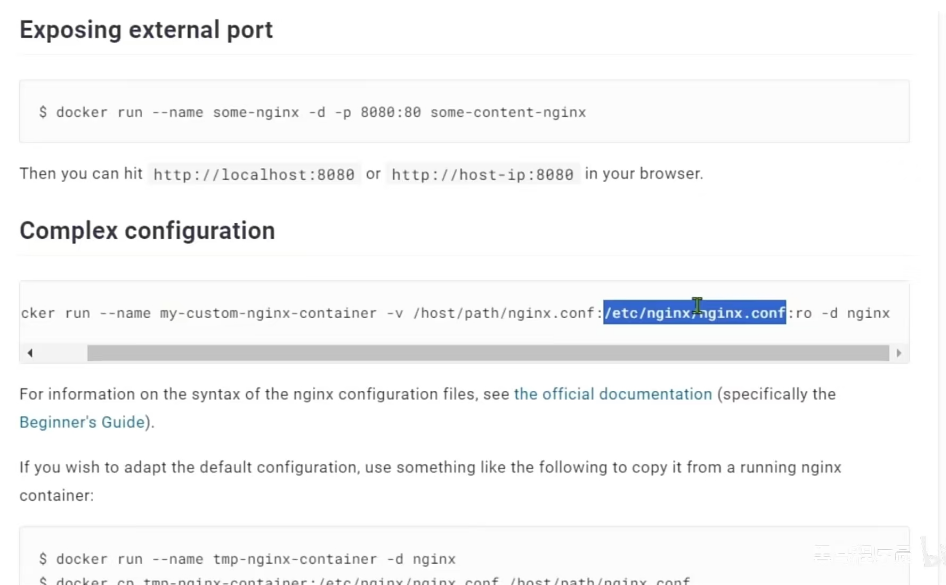 Exposing external port
$ docker run --name some-nginx -d -p 8080:80 some-content-nginx
Then you can hit http://localhost:8080 or http://host-ip:8080 in your browser.
Complex configuration
cker run --name my-custom-nginx-container -v /host/path/nginx.conf:/etc/nginx/nginx.conf:ro -d nginx
For information on the syntax of the nginx configuration files, see the official documentation (specifically the
Beginner's Guide).
If you wish to adapt the default configuration, use something like the following to copy it from a running nginx
container:
$ docker run --name tmp-nginx-container -d nginx
$ docker cp tmp-nginx-container:/etc/nginx/nginx.conf /host/path/nginx.conf